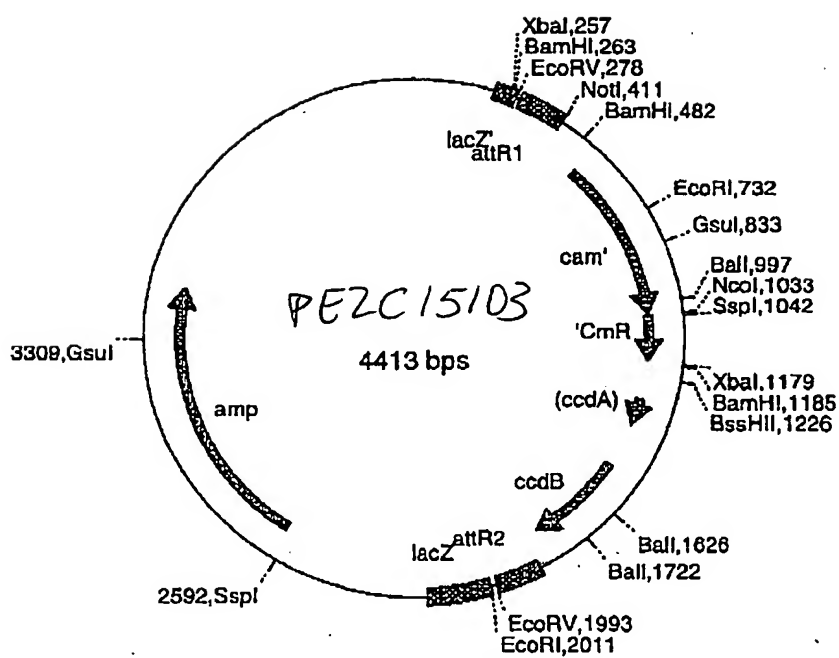 XbaI,257
BamHI,263
EcoRV,278
NotI,411
BamHI,482
lacZ'
attR1
EcoRI,732
GsuI,833
cam'
BalI,997
NcoI,1033
SspI,1042
pEZC15103
'CmR
3309,GsuI
4413 bps
XbaI,1179
BamHI,1185
BssHII,1226
(ccdA)
amp
ccdB
attR2
lacZ
BalI,1626
BalI,1722
2592,SspI
EcoRV,1993
EcoRI,2011